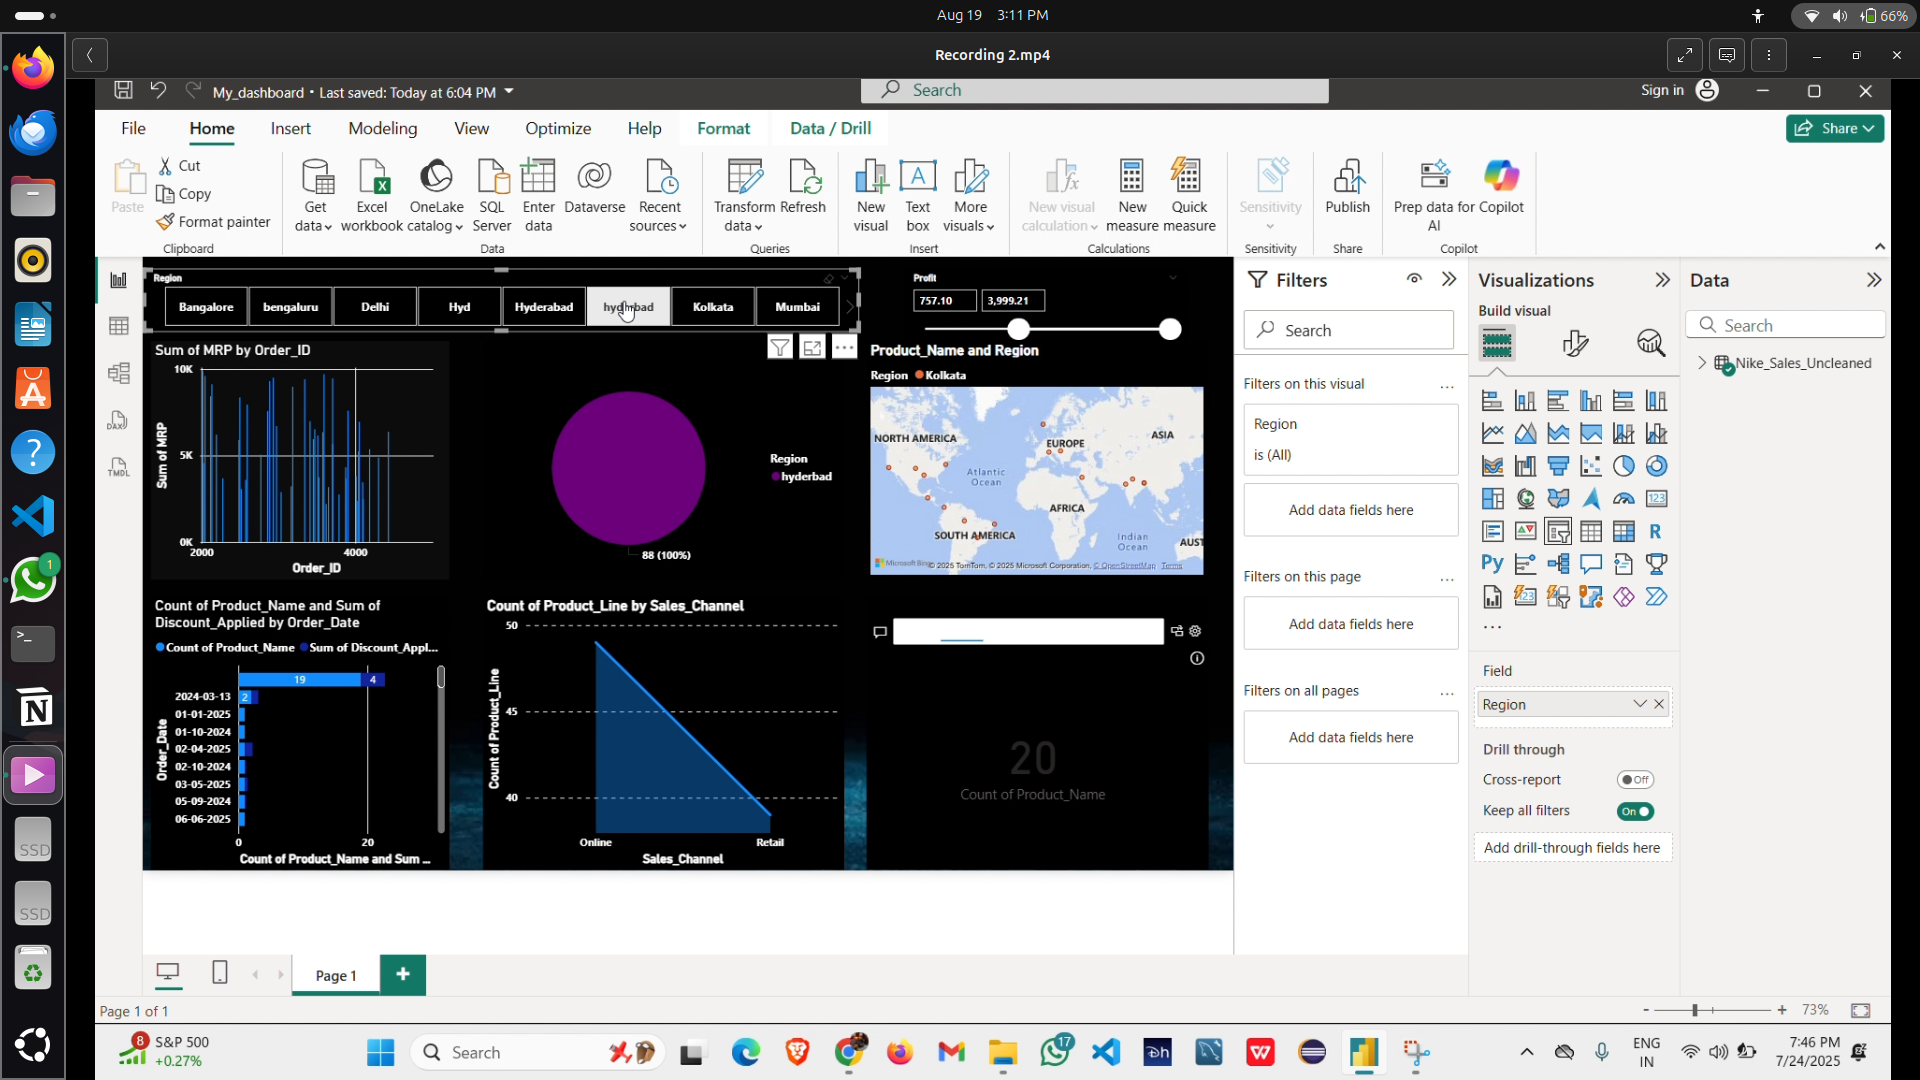 Aug 19 3:11 PM
66%
Recording 2.mp4
My_dashboard • Last saved: Today at 6:04 PM
Search
Sign in
File Home Insert Modeling View Optimize Help Format Data / Drill
Share
Paste
Cut
Copy
Format painter
Clipboard
Get data
Excel workbook
OneLake catalog
SQL Server
Enter data
Dataverse
Recent sources
Data
Transform data
Refresh
Queries
New visual
Text box
More visuals
Insert
New visual calculation
New measure
Quick measure
Calculations
Sensitivity
Sensitivity
Publish
Share
Prep data for AI
Copilot
Copilot
Region
Bangalore bengaluru Delhi Hyd Hyderabad hyderbad Kolkata Mumbai
Profit
757.10 3,999.21
Sum of MRP by Order_ID
Sum of MRP
10K
5K
0K
2000 4000
Order_ID
88 (100%)
Region
hyderbad
Product_Name and Region
Region Kolkata
NORTH AMERICA
EUROPE
ASIA
Atlantic Ocean
AFRICA
SOUTH AMERICA
Indian Ocean
AUST
Microsoft Bing
© 2025 TomTom, © 2025 Microsoft Corporation, © OpenStreetMap Terms
Count of Product_Name and Sum of
Discount_Applied by Order_Date
Count of Product_Name Sum of Discount_Appl...
Order_Date
19 4
2024-03-13 2
01-01-2025
01-10-2024
02-04-2025
02-10-2024
03-05-2025
05-09-2024
06-06-2025
0 20
Count of Product_Name and Sum ...
Count of Product_Line by Sales_Channel
Count of Product_Line
50
45
40
Online Retail
Sales_Channel
20
Count of Product_Name
Filters
Search
Filters on this visual ...
Region
is (All)
Add data fields here
Filters on this page ...
Add data fields here
Filters on all pages ...
Add data fields here
Visualizations
Build visual
123
R
Py
...
Field
Region
Drill through
Cross-report Off
Keep all filters On
Add drill-through fields here
Data
Search
Nike_Sales_Uncleaned
DAX
TMDL
Page 1
Page 1 of 1
73%
SSD
SSD
1
8
S&P 500
+0.27%
Search
17
ENG
IN
7:46 PM
7/24/2025